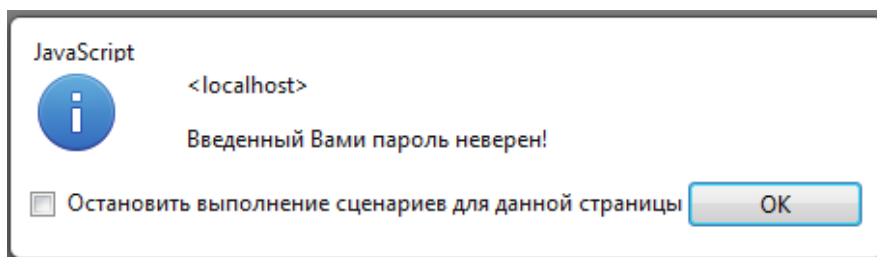 JavaScript
<localhost>
Введенный Вами пароль неверен!
Остановить выполнение сценариев для данной страницы
OK